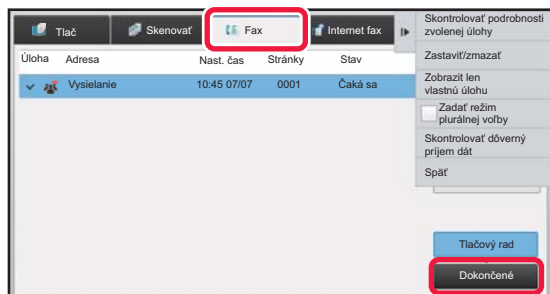 Tlač
Skenovať
Fax
Internet fax
Úloha Adresa Nast. čas Stránky Stav
Vysielanie 10:45 07/07 0001 Čaká sa
Skontrolovať podrobnosti
zvolenej úlohy
Zastaviť/zmazať
Zobraziť len
vlastnú úlohu
Zadať režim
plurálnej voľby
Skontrolovať dôverný
príjem dát
Späť
Tlačový rad
Dokončené